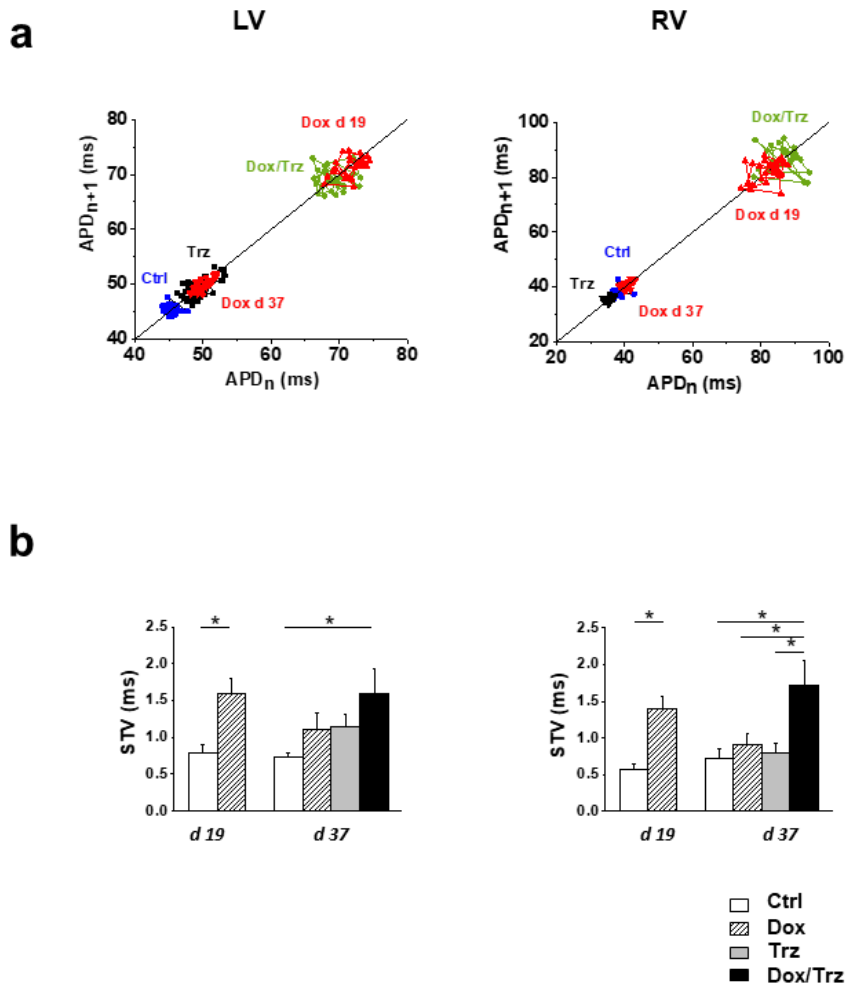 a
LV
RV
80
70
60
50
40
APDn+1 (ms)
Dox d 19
Dox/Trz
Trz
Ctrl
Dox d 37
40 50 60 70 80
APDn (ms)
100
80
60
40
20
APDn+1 (ms)
Dox/Trz
Dox d 19
Ctrl
Trz
Dox d 37
20 40 60 80 100
APDn (ms)
b
2.5
2.0
1.5
1.0
0.5
0.0
STV (ms)
* *
d 19 d 37
2.5
2.0
1.5
1.0
0.5
0.0
STV (ms)
* *
*
*
d 19 d 37
Ctrl
Dox
Trz
Dox/Trz